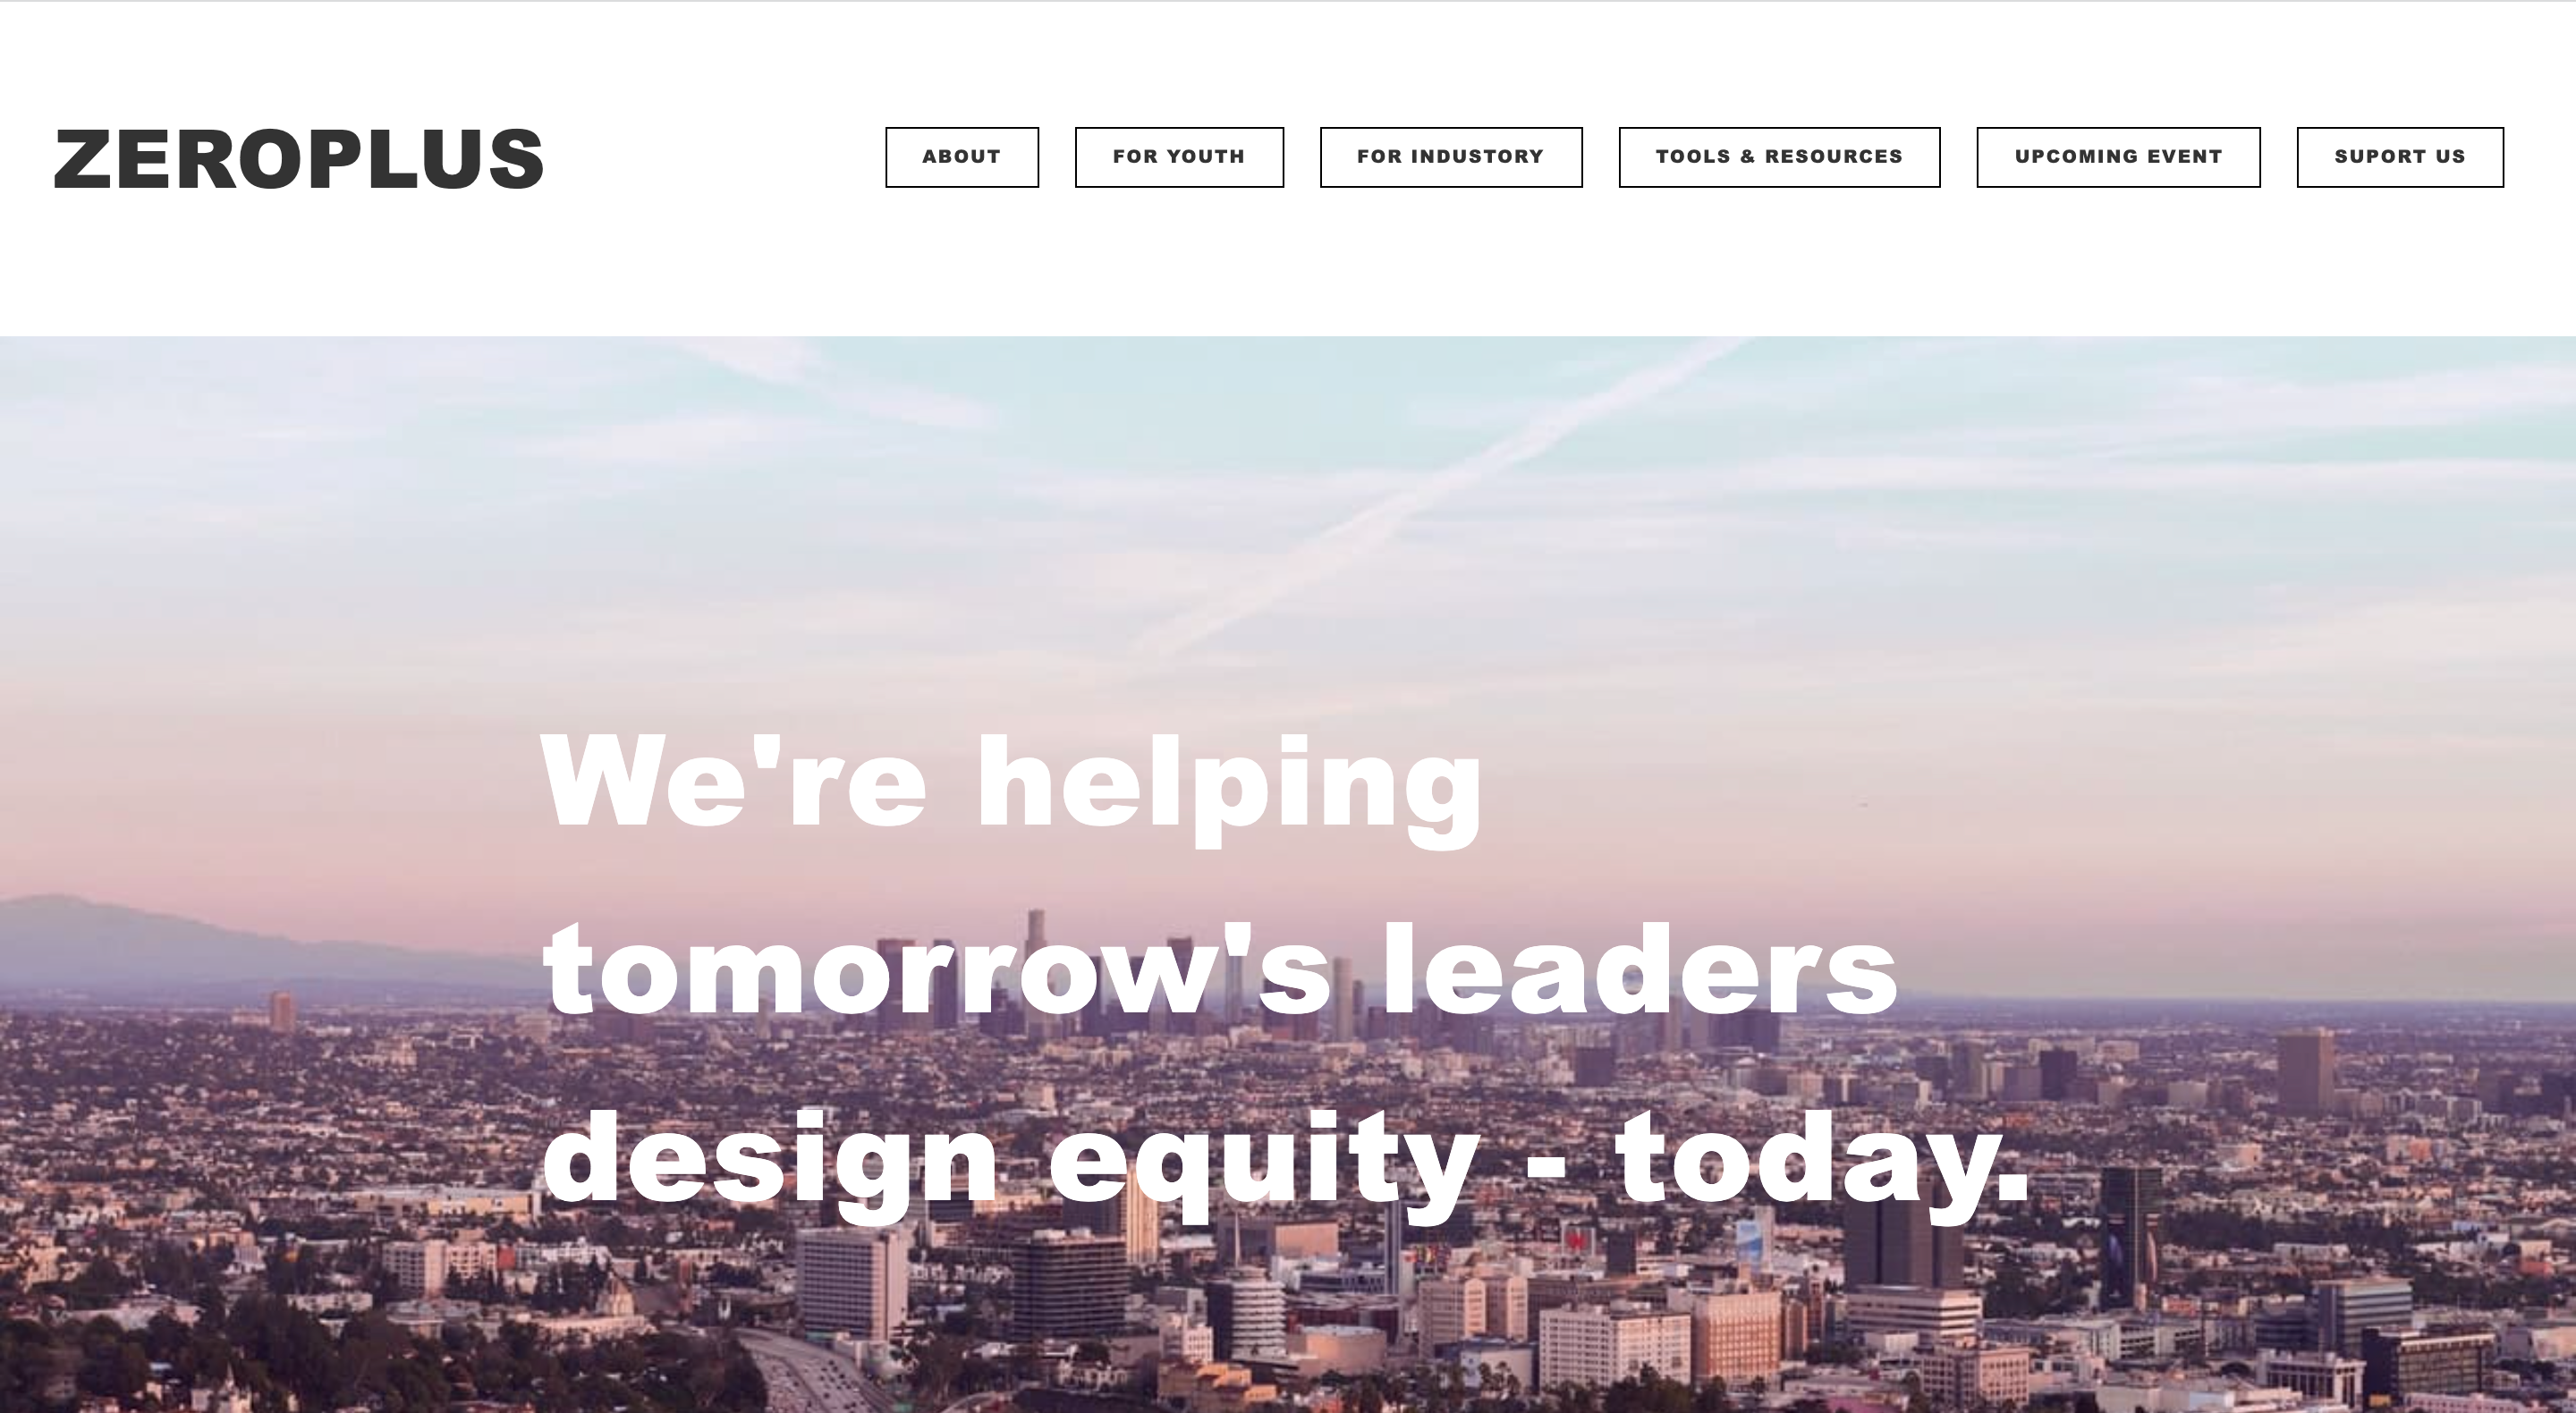 ZEROPLUS
ABOUT
FOR YOUTH
FOR INDUSTORY
TOOLS & RESOURCES
UPCOMING EVENT
SUPORT US
We're helping
tomorrow's leaders
design equity - today.